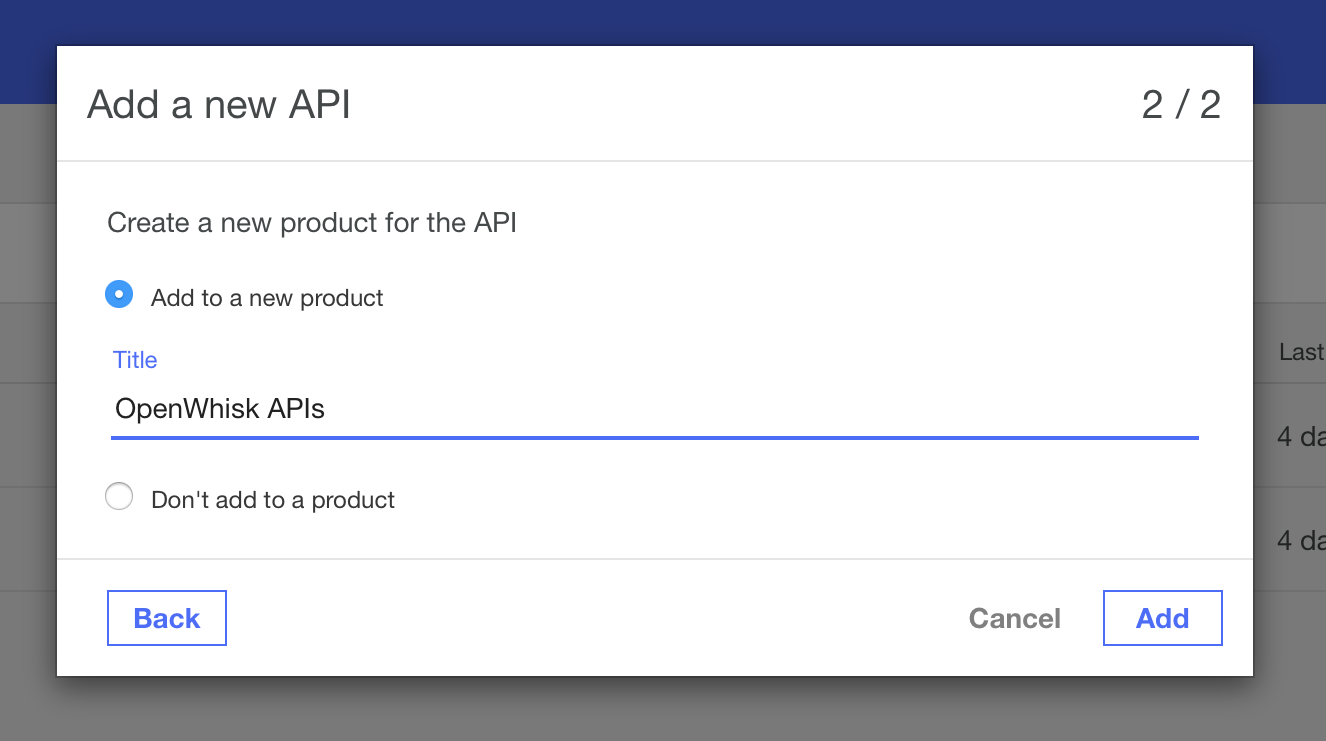 Add a new API
2 / 2
Create a new product for the API
Add to a new product
Title
OpenWhisk APIs
Don't add to a product
Back
Cancel
Add
Last
4 da
4 da